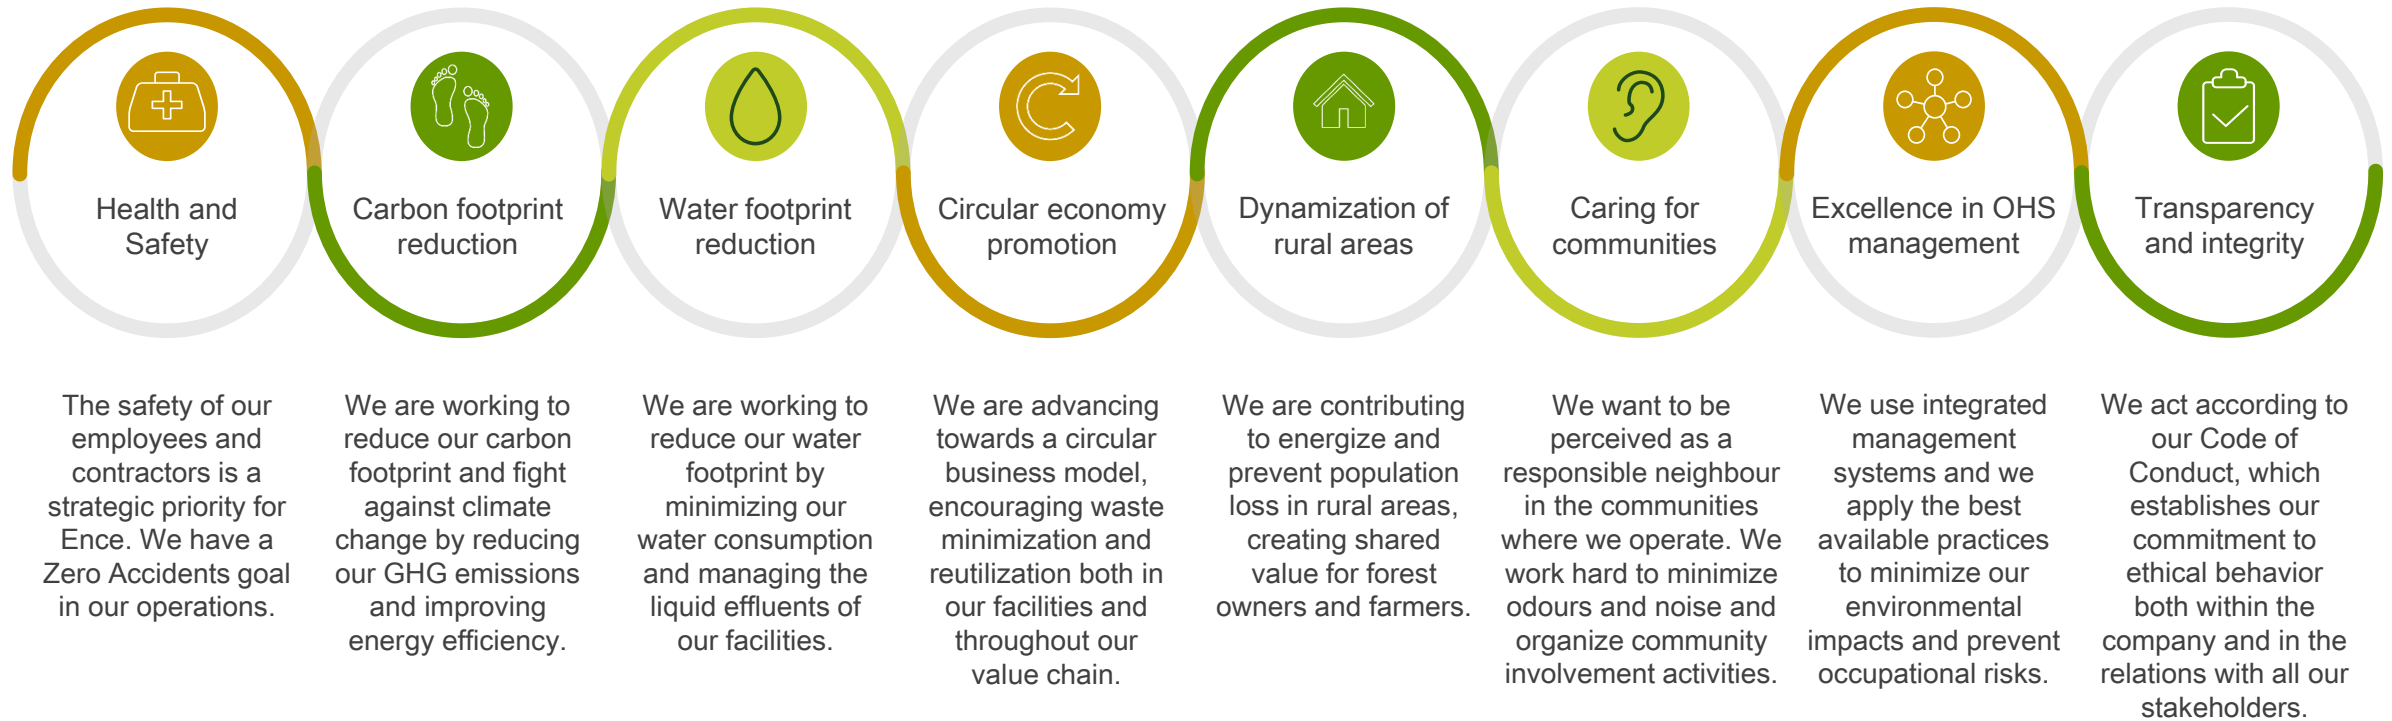 Health and
Safety
Carbon footprint
reduction
Water footprint
reduction
Circular economy
promotion
Dynamization of
rural areas
Caring for
communities
Excellence in OHS
management
Transparency
and integrity
The safety of our
employees and
contractors is a
strategic priority for
Ence. We have a
Zero Accidents goal
in our operations.
We are working to
reduce our carbon
footprint and fight
against climate
change by reducing
our GHG emissions
and improving
energy efficiency.
We are working to
reduce our water
footprint by
minimizing our
water consumption
and managing the
liquid effluents of
our facilities.
We are advancing
towards a circular
business model,
encouraging waste
minimization and
reutilization both in
our facilities and
throughout our
value chain.
We are contributing
to energize and
prevent population
loss in rural areas,
creating shared
value for forest
owners and farmers.
We want to be
perceived as a
responsible neighbour
in the communities
where we operate. We
work hard to minimize
odours and noise and
organize community
involvement activities.
We use integrated
management
systems and we
apply the best
available practices
to minimize our
environmental
impacts and prevent
occupational risks.
We act according to
our Code of
Conduct, which
establishes our
commitment to
ethical behavior
both within the
company and in the
relations with all our
stakeholders.